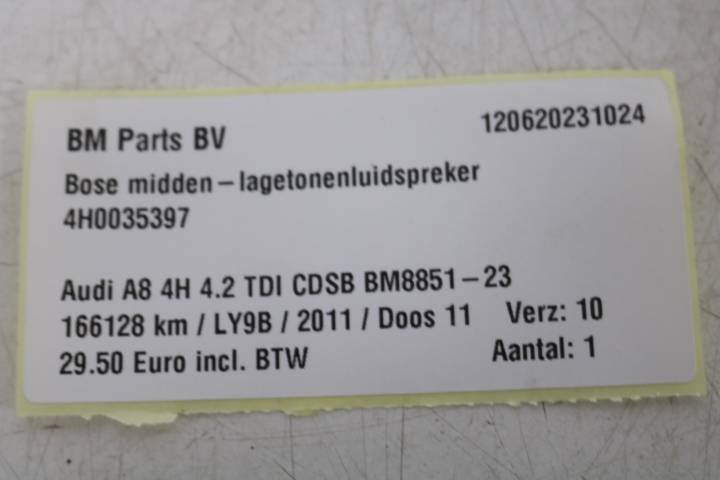 BM Parts BV 120620231024
Bose midden-lagetonenluidspreker
4H0035397
Audi A8 4H 4.2 TDI CDSB BM8851-23
166128 km / LY9B / 2011 / Doos 11 Verz: 10
29.50 Euro incl. BTW Aantal: 1